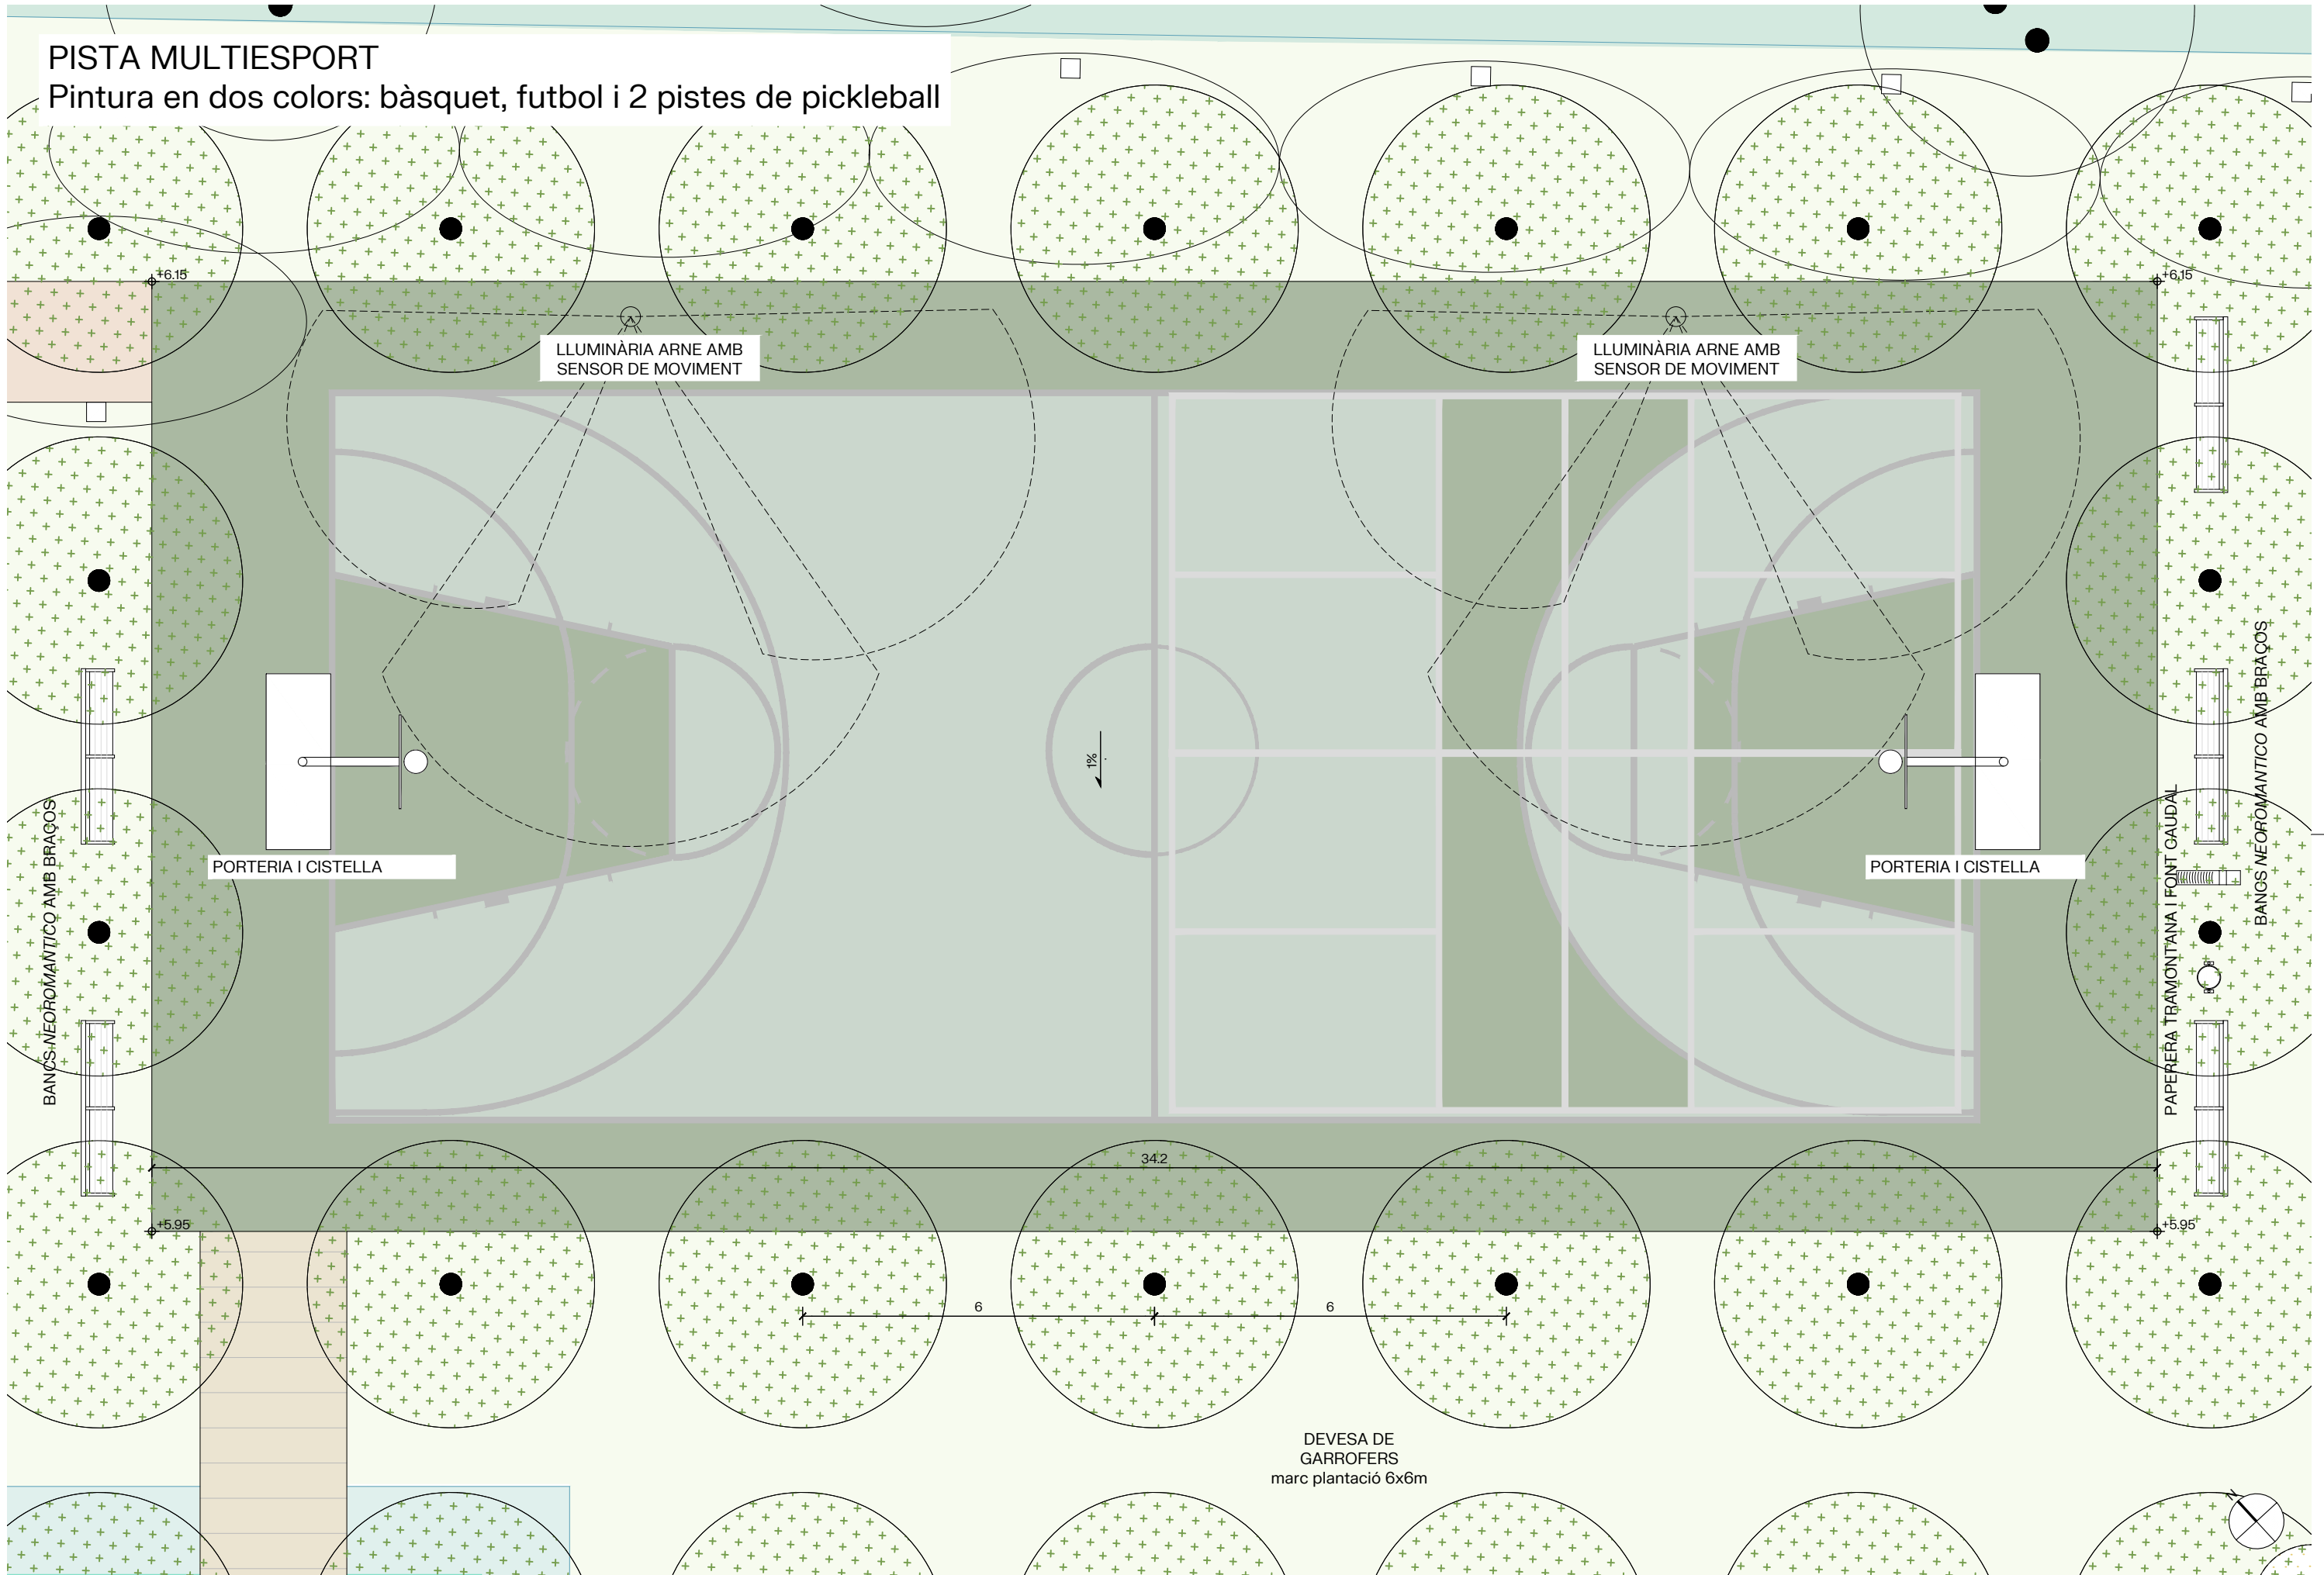 PISTA MULTIESPORT
Pintura en dos colors: bàsquet, futbol i 2 pistes de pickleball
+6.15
+6.15
LLUMINÀRIA ARNE AMB
SENSOR DE MOVIMENT
LLUMINÀRIA ARNE AMB
SENSOR DE MOVIMENT
1%
PORTERIA I CISTELLA
PORTERIA I CISTELLA
BANCS NEOROMANTICO AMB BRAÇOS
PAPERERA TRAMONTANA I FONT CAUDAL
BANCS NEOROMANTICO AMB BRAÇOS
34.2
+5.95
+5.95
6
6
DEVESA DE
GARROFERS
marc plantació 6x6m
N